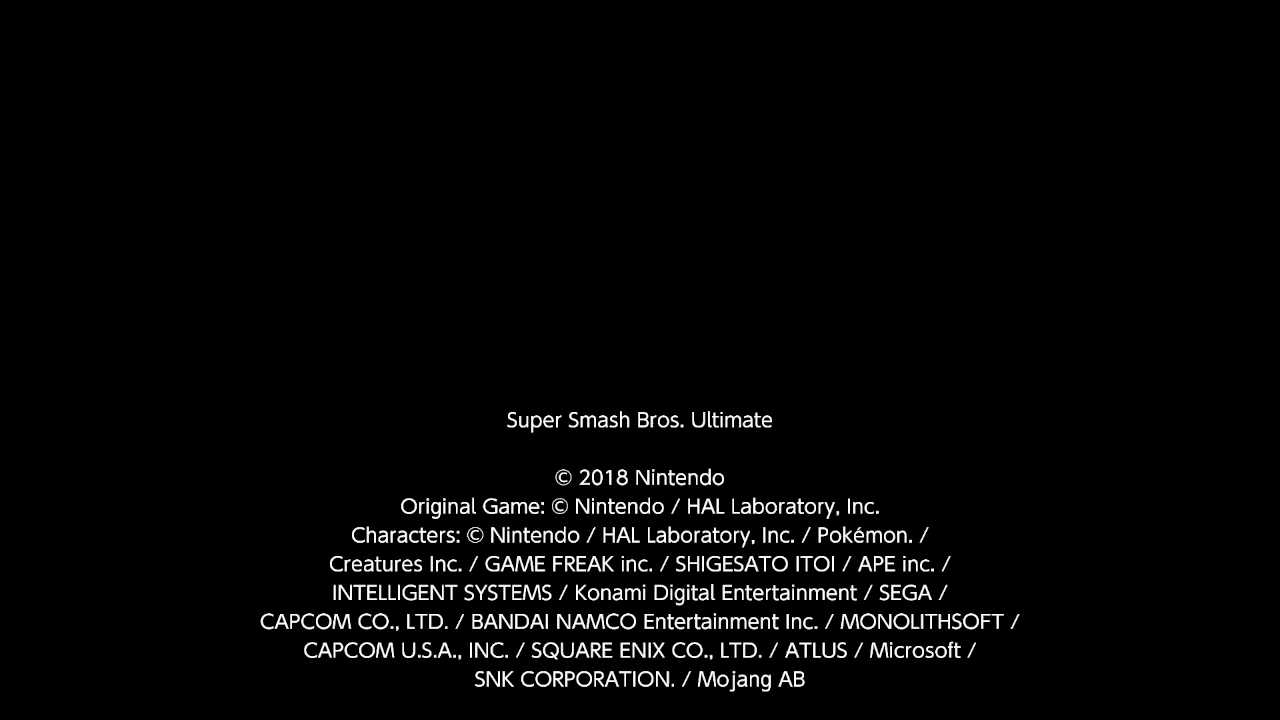 Super Smash Bros. Ultimate
© 2018 Nintendo
Original Game: © Nintendo / HAL Laboratory, Inc.
Characters: © Nintendo / HAL Laboratory, Inc. / Pokémon. /
Creatures Inc. / GAME FREAK inc. / SHIGESATO ITOI / APE inc. /
INTELLIGENT SYSTEMS / Konami Digital Entertainment / SEGA /
CAPCOM CO., LTD. / BANDAI NAMCO Entertainment Inc. / MONOLITHSOFT /
CAPCOM U.S.A., INC. / SQUARE ENIX CO., LTD. / ATLUS / Microsoft /
SNK CORPORATION. / Mojang AB